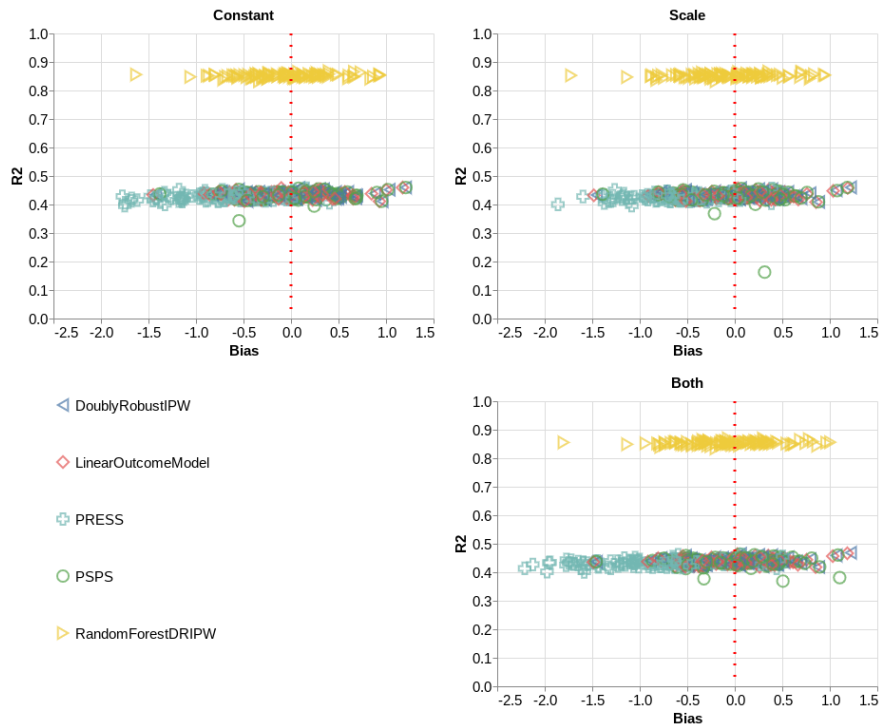 Constant
1.0
0.9
0.8
0.7
0.6
0.5
0.4
0.3
0.2
0.1
0.0
R2
-2.5 -2.0 -1.5 -1.0 -0.5 0.0 0.5 1.0 1.5
Bias
Scale
1.0
0.9
0.8
0.7
0.6
0.5
0.4
0.3
0.2
0.1
0.0
R2
-2.5 -2.0 -1.5 -1.0 -0.5 0.0 0.5 1.0 1.5
Bias
DoublyRobustIPW
LinearOutcomeModel
PRESS
PSPS
RandomForestDRIPW
Both
1.0
0.9
0.8
0.7
0.6
0.5
0.4
0.3
0.2
0.1
0.0
R2
-2.5 -2.0 -1.5 -1.0 -0.5 0.0 0.5 1.0 1.5
Bias